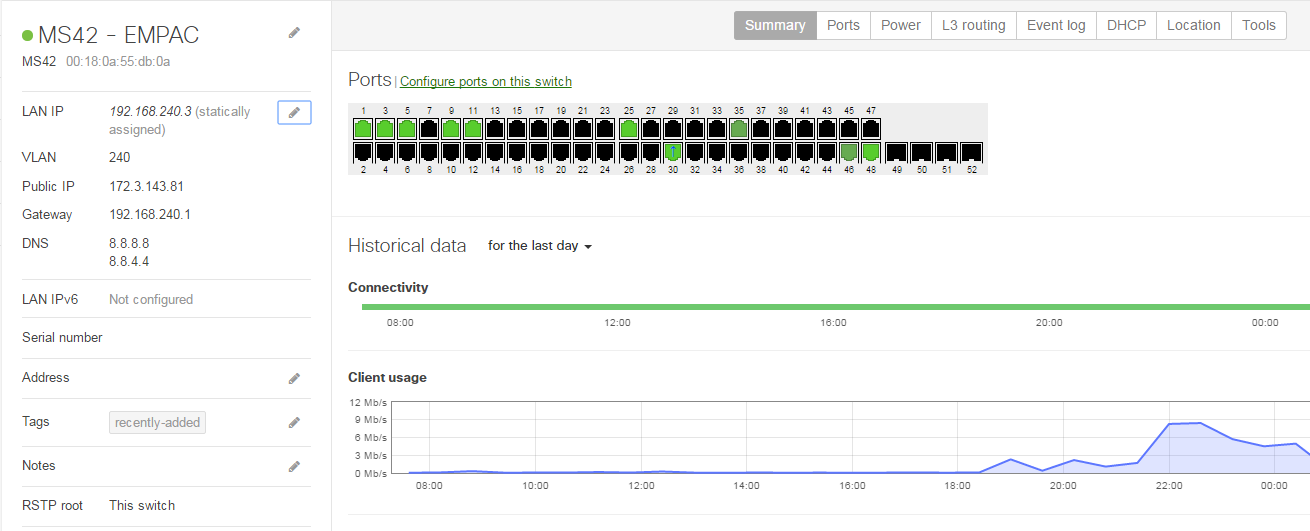 MS42 - EMPAC
MS42 00:18:0a:55:db:0a
LAN IP 192.168.240.3 (statically
assigned)
VLAN 240
Public IP 172.3.143.81
Gateway 192.168.240.1
DNS 8.8.8.8
8.8.4.4
LAN IPv6 Not configured
Serial number
Address
Tags recently-added
Notes
RSTP root This switch
Summary Ports Power L3 routing Event log DHCP Location Tools
Ports | Configure ports on this switch
1 3 5 7 9 11 13 15 17 19 21 23 25 27 29 31 33 35 37 39 41 43 45 47
2 4 6 8 10 12 14 16 18 20 22 24 26 28 30 32 34 36 38 40 42 44 46 48 49 50 51 52
Historical data for the last day
Connectivity
08:00 12:00 16:00 20:00 00:00
Client usage
12 Mb/s
9 Mb/s
6 Mb/s
3 Mb/s
0 Mb/s
08:00 10:00 12:00 14:00 16:00 18:00 20:00 22:00 00:00